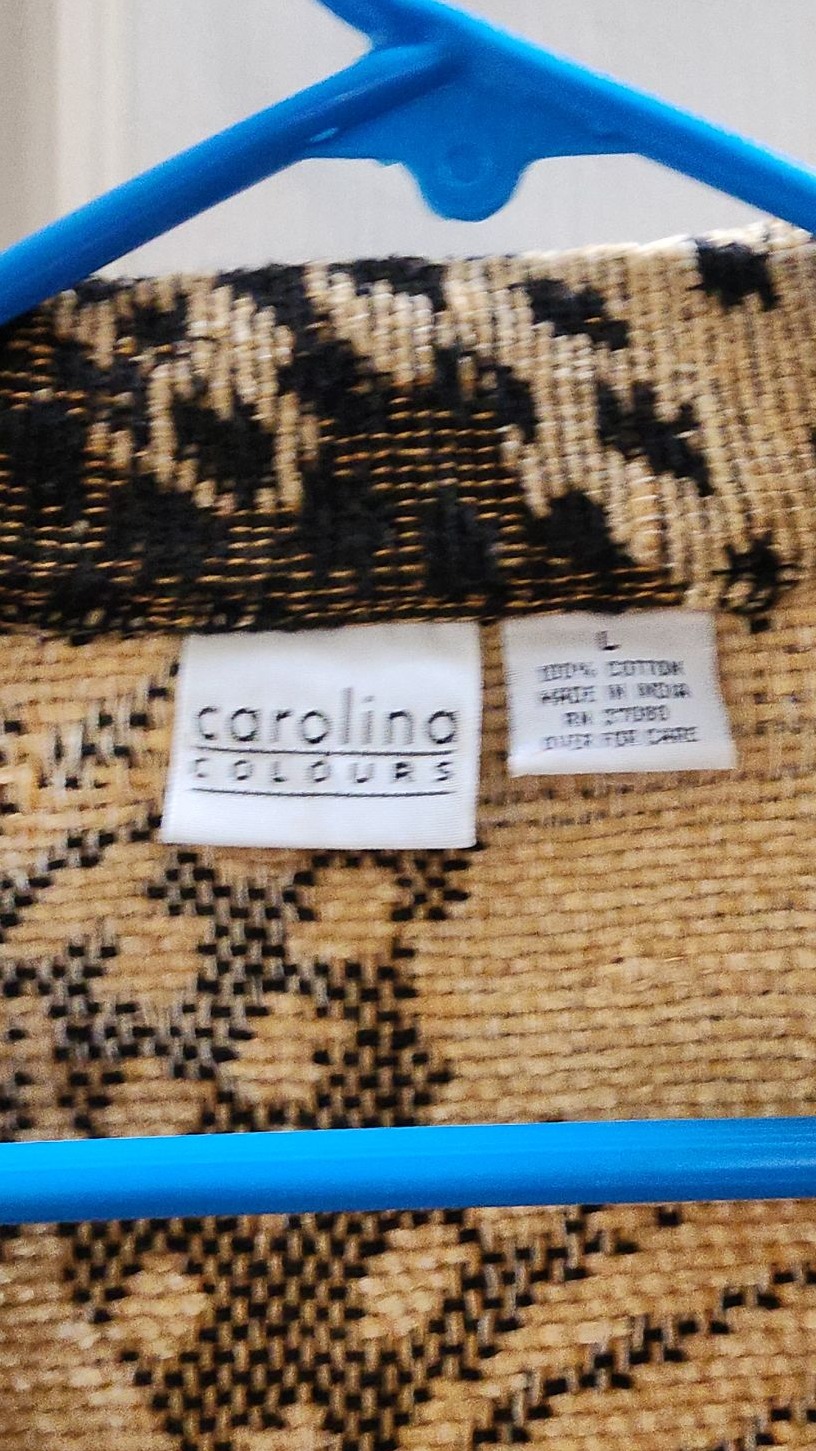 carolina
COLOURS
L
100% COTTON
MADE IN INDIA
RN 27080
OVER FOR CARE